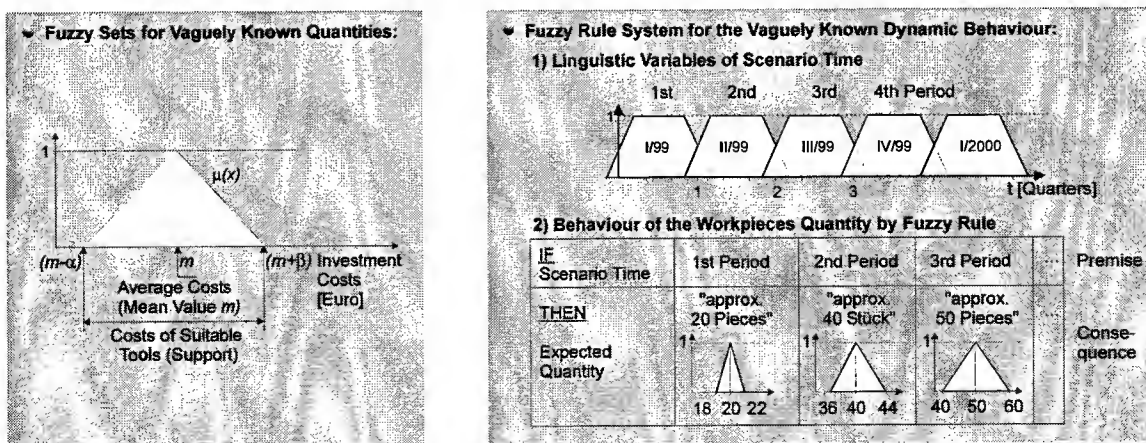 Fuzzy Sets for Vaguely Known Quantities:
1
μ(x)
(m-α)
m
(m+β)
Investment
Costs
[Euro]
Average Costs
(Mean Value m)
Costs of Suitable
Tools (Support)
Fuzzy Rule System for the Vaguely Known Dynamic Behaviour:
1) Linguistic Variables of Scenario Time
1st 2nd 3rd 4th Period
1
I/99 II/99 III/99 IV/99 I/2000
1 2 3
t [Quarters]
2) Behaviour of the Workpieces Quantity by Fuzzy Rule
IF
Scenario Time
1st Period 2nd Period 3rd Period ... Premise
THEN
"approx.
20 Pieces"
"approx.
40 Stück"
"approx.
50 Pieces"
Expected
Quantity
Conse-
quence
1 1 1
18 20 22 36 40 44 40 50 60